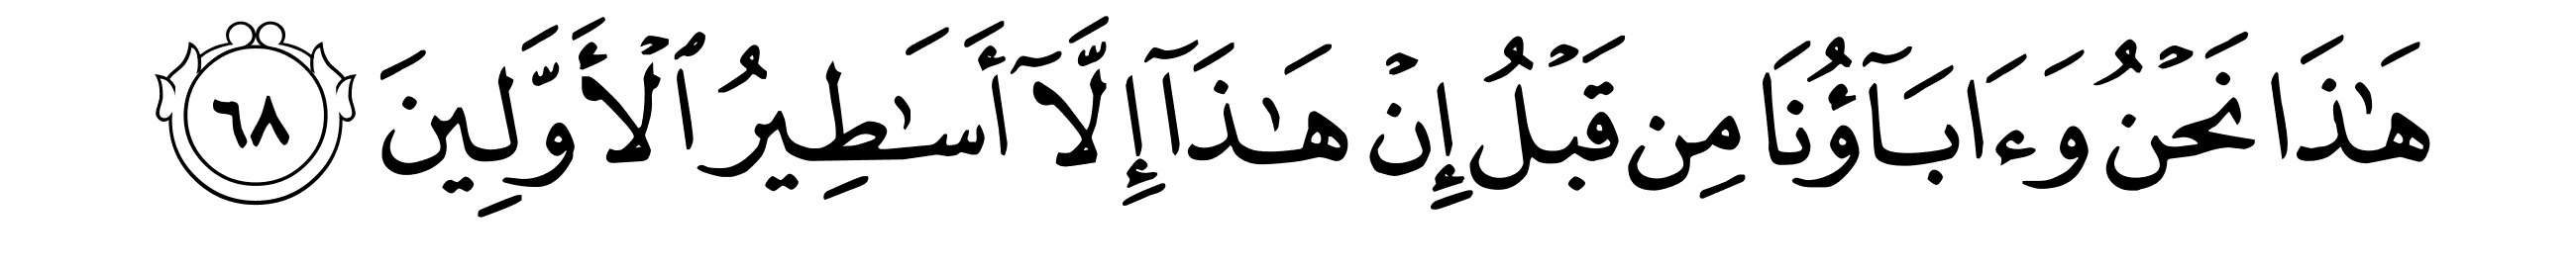 هَٰذَا نَحْنُ وَءَابَآؤُنَا مِن قَبْلُ إِنْ هَٰذَآ إِلَّآ أَسَٰطِيرُ ٱلْأَوَّلِينَ ٦٨